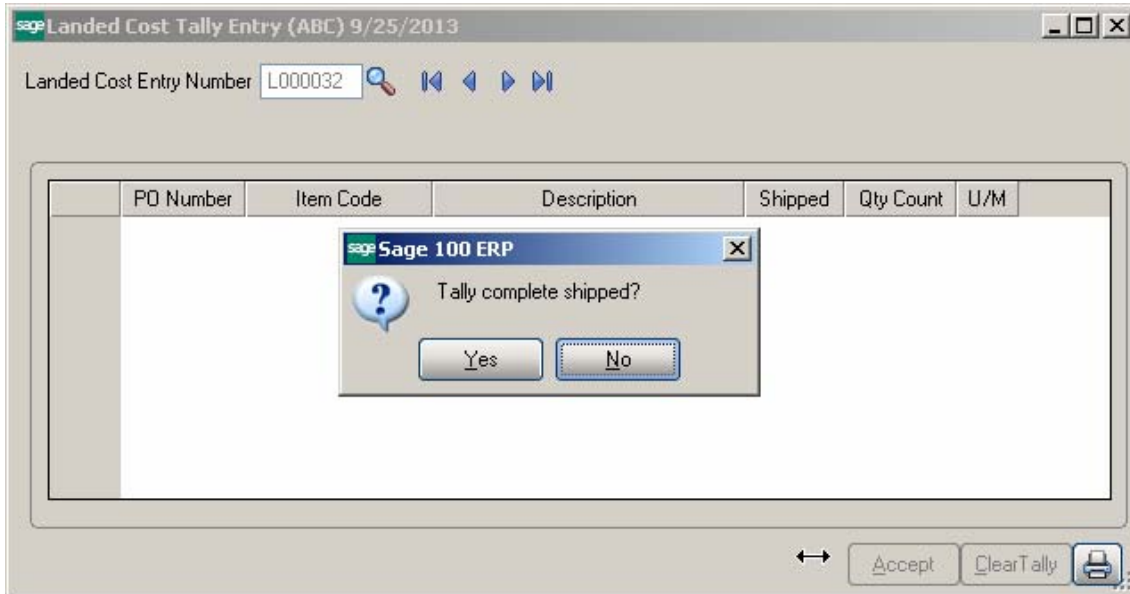 sage Landed Cost Tally Entry (ABC) 9/25/2013
Landed Cost Entry Number L000032
PO Number Item Code Description Shipped Qty Count U/M
sage Sage 100 ERP
Tally complete shipped?
Yes No
Accept ClearTally